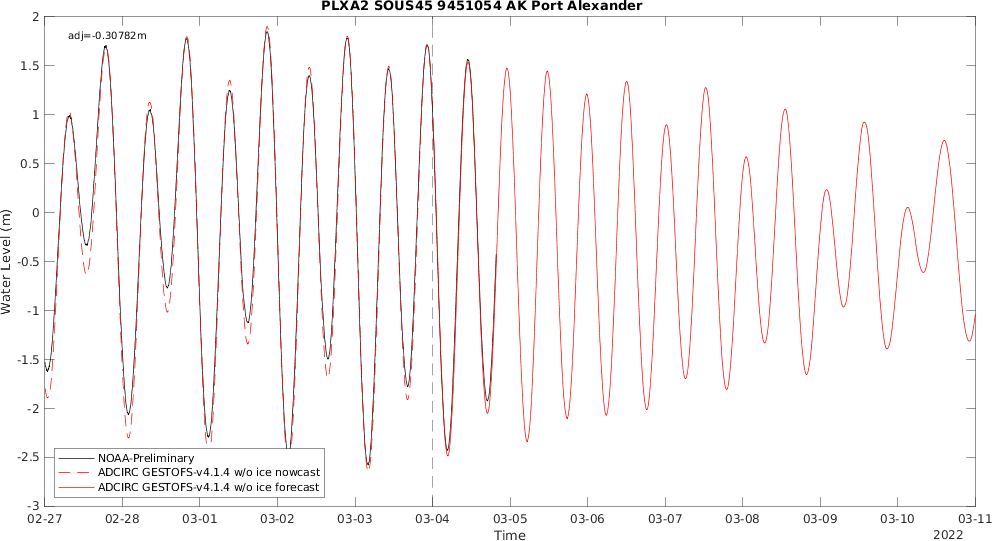 PLXA2 SOUS45 9451054 AK Port Alexander
adj=-0.30782m
2
1.5
1
0.5
0
-0.5
-1
-1.5
-2
-2.5
-3
Water Level (m)
NOAA-Preliminary
ADCIRC GESTOFS-v4.1.4 w/o ice nowcast
ADCIRC GESTOFS-v4.1.4 w/o ice forecast
02-27 02-28 03-01 03-02 03-03 03-04 03-05 03-06 03-07 03-08 03-09 03-10 03-11
Time
2022